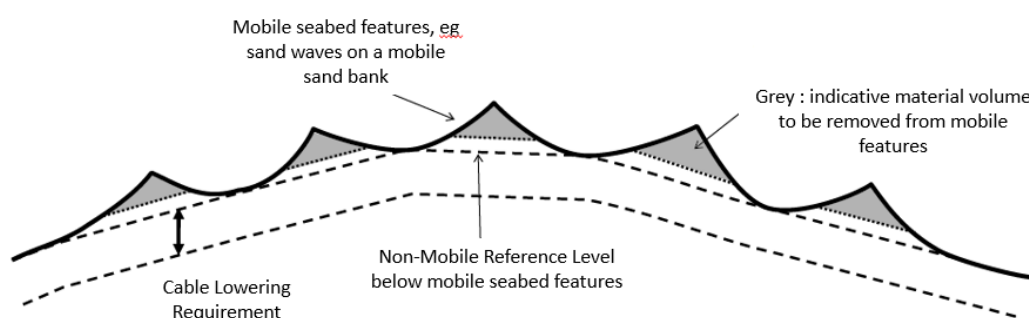 Mobile seabed features, eg
sand waves on a mobile
sand bank
Grey : indicative material volume
to be removed from mobile
features
Non-Mobile Reference Level
below mobile seabed features
Cable Lowering
Requirement